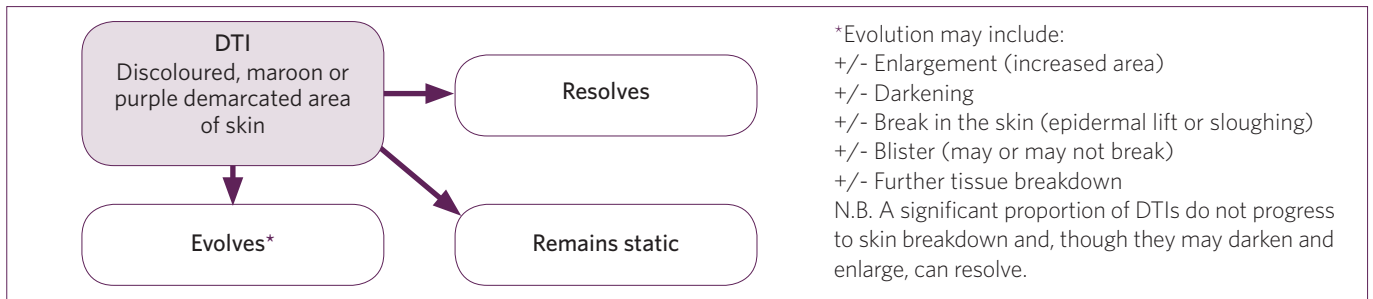 DTI
Discoloured, maroon or
purple demarcated area
of skin
Resolves
Evolves*
Remains static
*Evolution may include:
+/- Enlargement (increased area)
+/- Darkening
+/- Break in the skin (epidermal lift or sloughing)
+/- Blister (may or may not break)
+/- Further tissue breakdown
N.B. A significant proportion of DTIs do not progress
to skin breakdown and, though they may darken and
enlarge, can resolve.